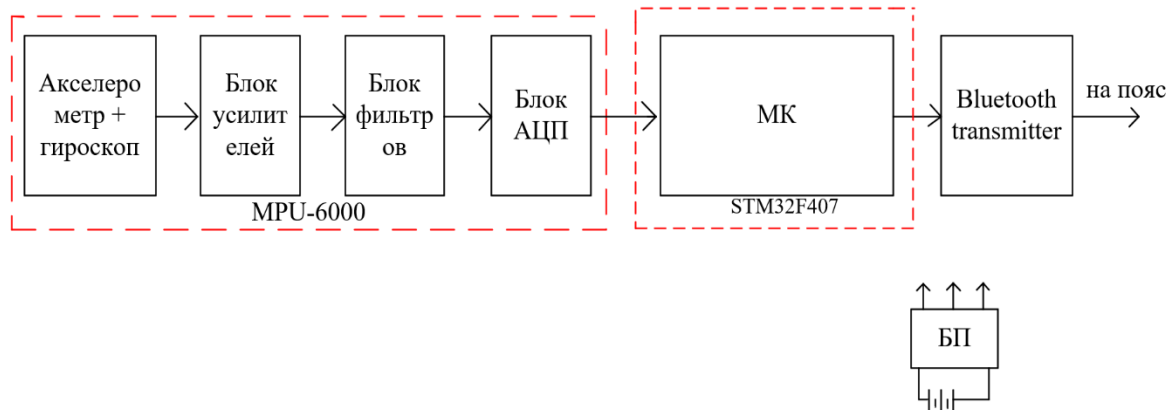 Акселеро
метр +
гироскоп
Блок
усилит
елей
Блок
фильтр
ов
Блок
АЦП
MPU-6000
МК
STM32F407
Bluetooth
transmitter
на пояс
БП